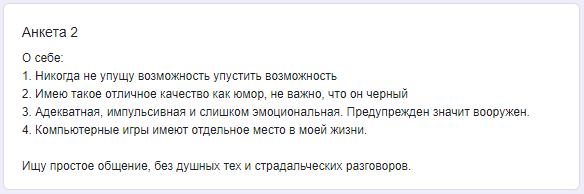 Анкета 2
О себе:
1. Никогда не упущу возможность упустить возможность
2. Имею такое отличное качество как юмор, не важно, что он черный
3. Адекватная, импульсивная и слишком эмоциональная. Предупрежден значит вооружен.
4. Компьютерные игры имеют отдельное место в моей жизни.
Ищу простое общение, без душных тех и страдальческих разговоров.